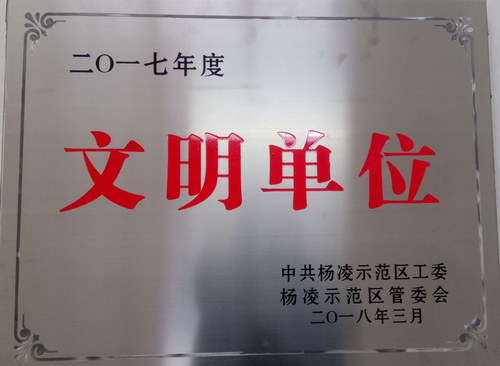 二〇一七年度
文明单位
中共杨凌示范区工委
杨凌示范区管委会
二〇一八年三月